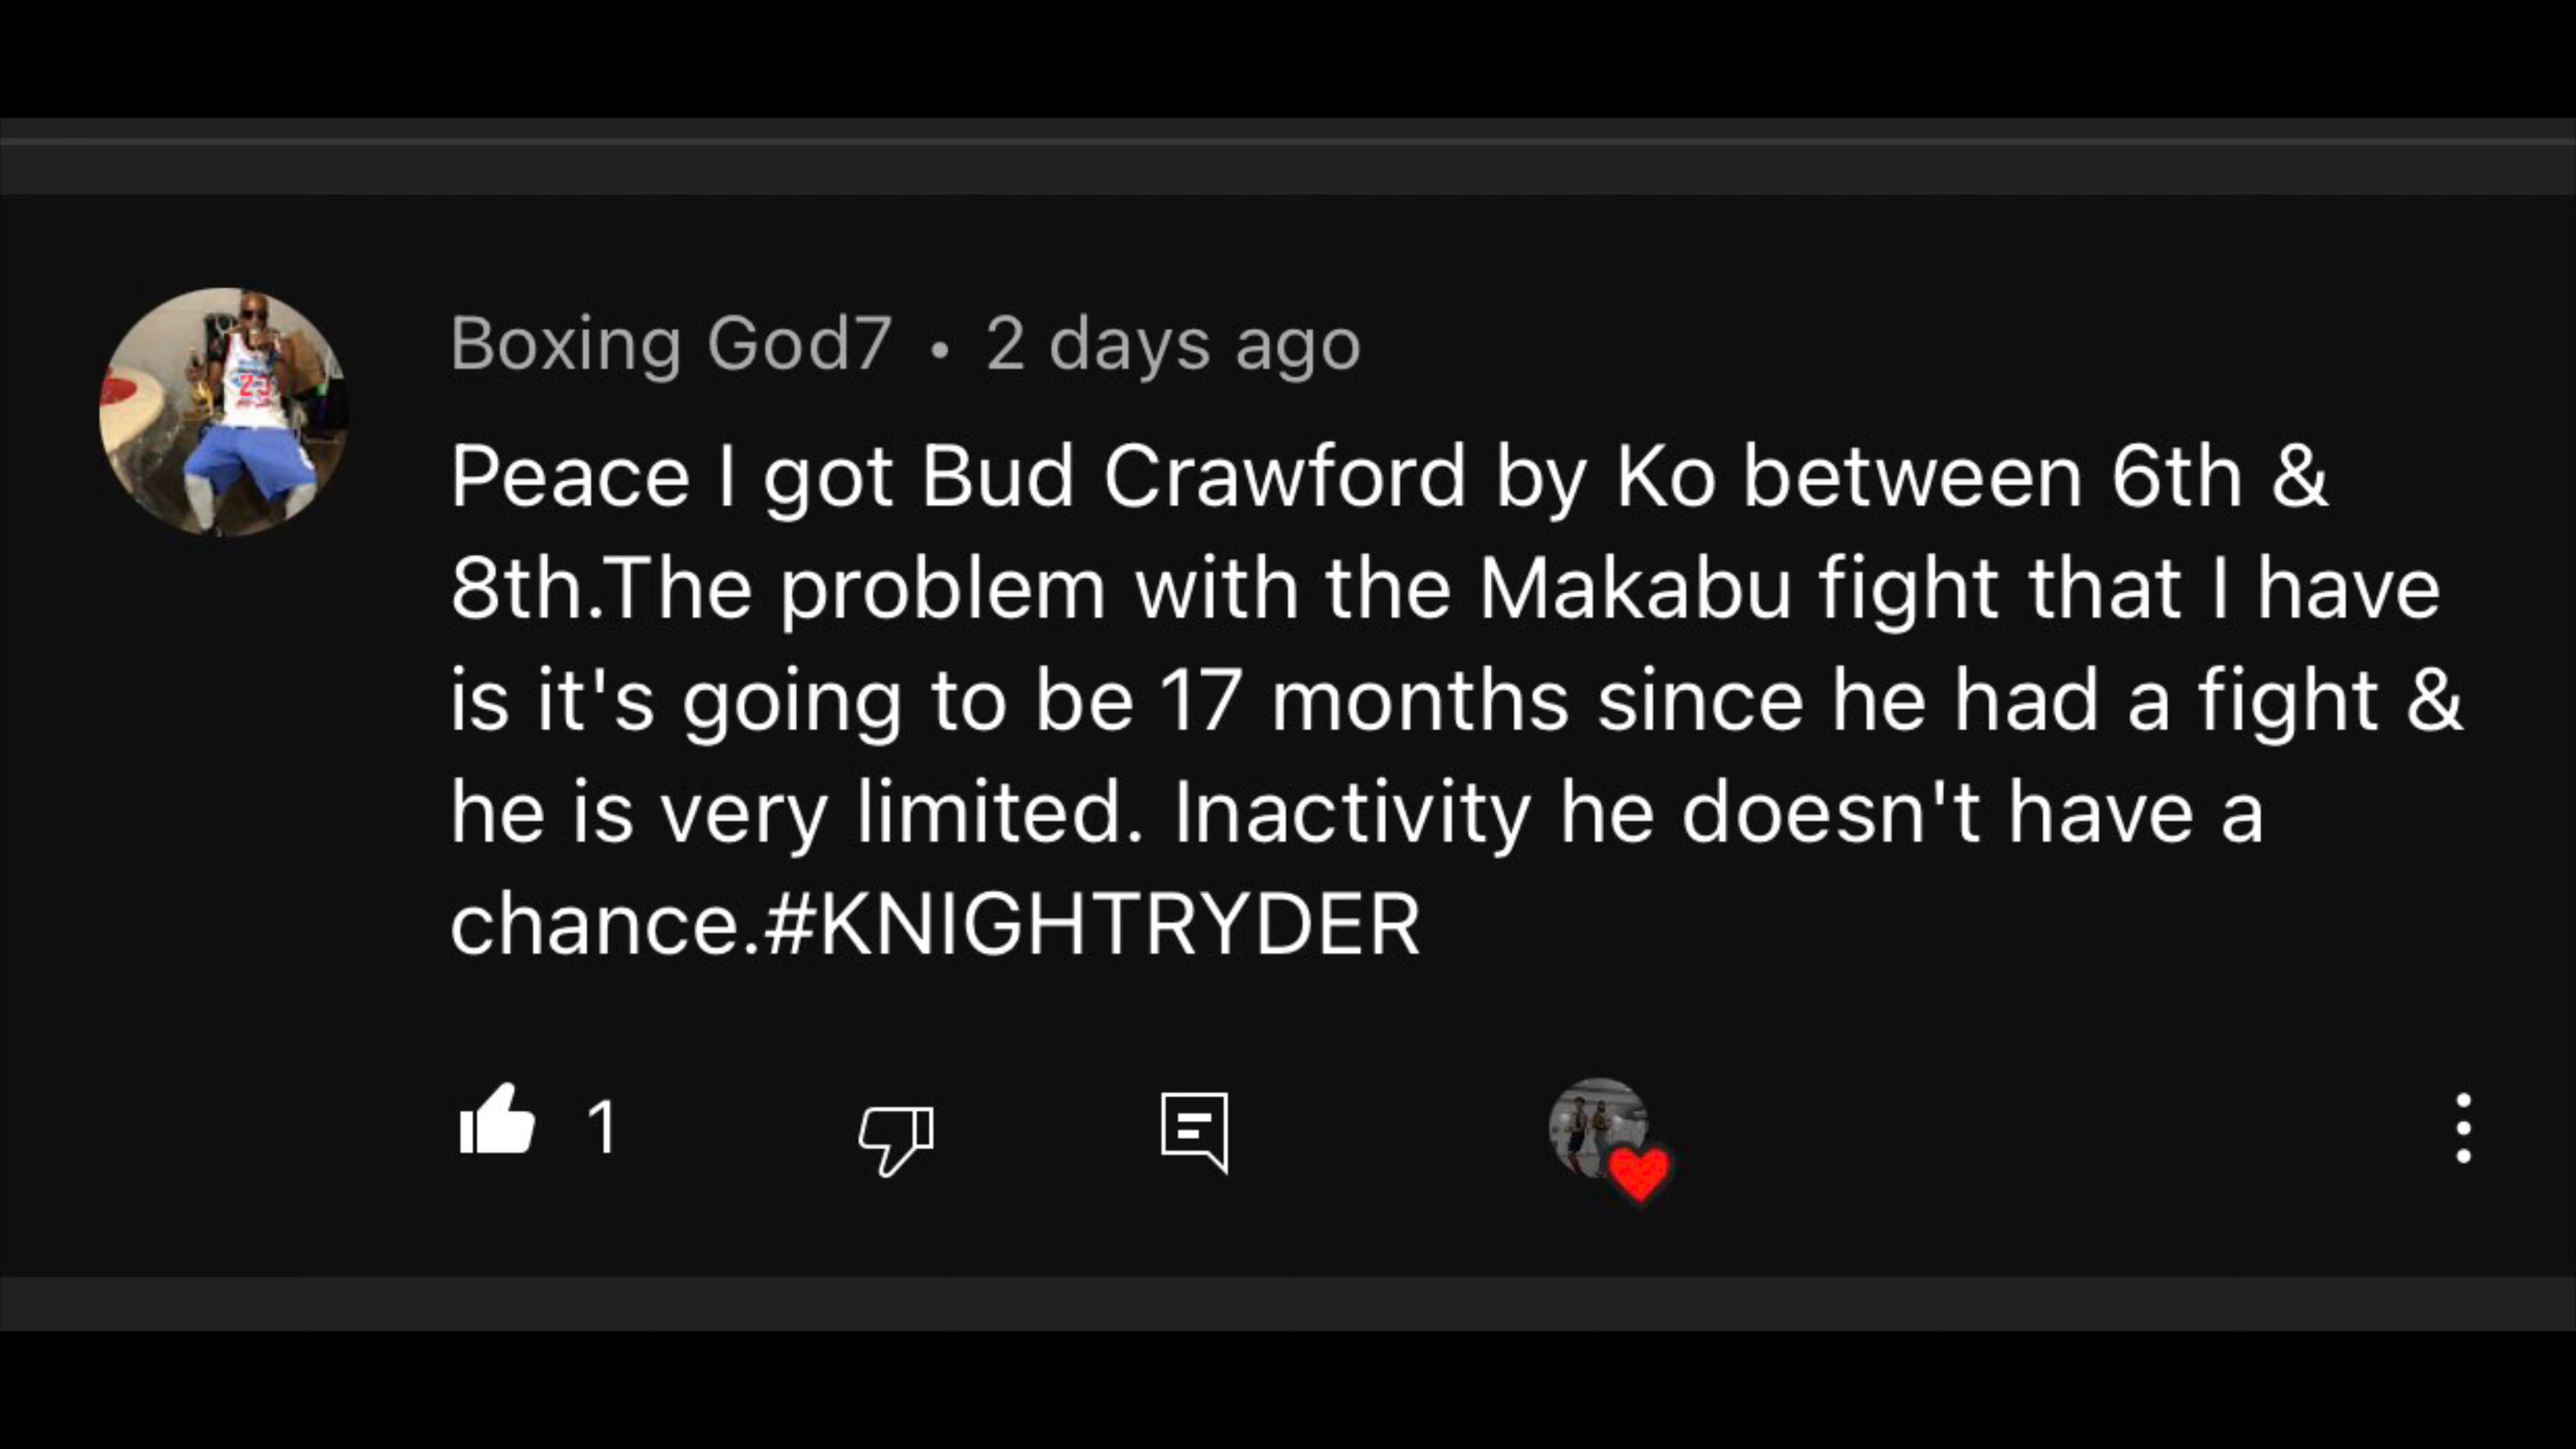 Boxing God7 • 2 days ago
Peace I got Bud Crawford by Ko between 6th &
8th.The problem with the Makabu fight that I have
is it's going to be 17 months since he had a fight &
he is very limited. Inactivity he doesn't have a
chance.#KNIGHTRYDER
1